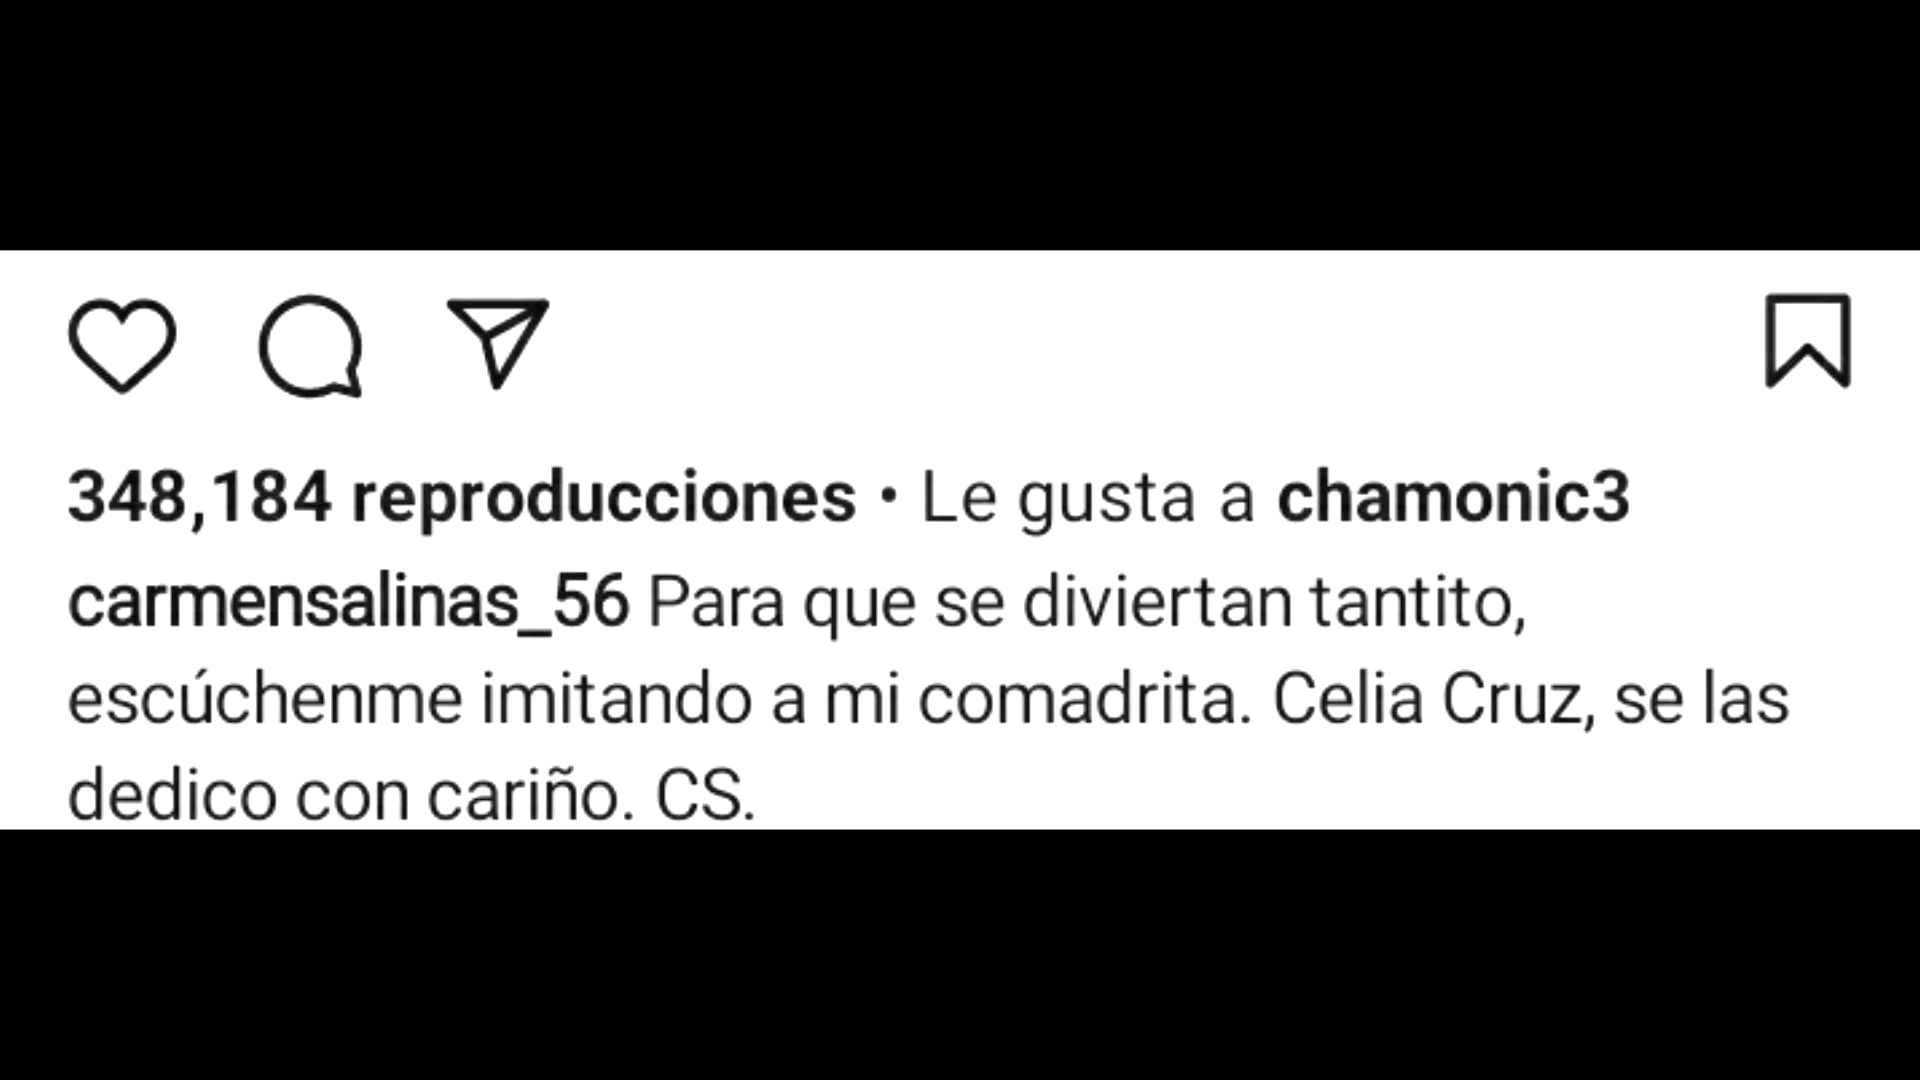 348,184 reproducciones • Le gusta a chamonic3
carmensalinas_56 Para que se diviertan tantito,
escúchenme imitando a mi comadrita. Celia Cruz, se las
dedico con cariño. CS.